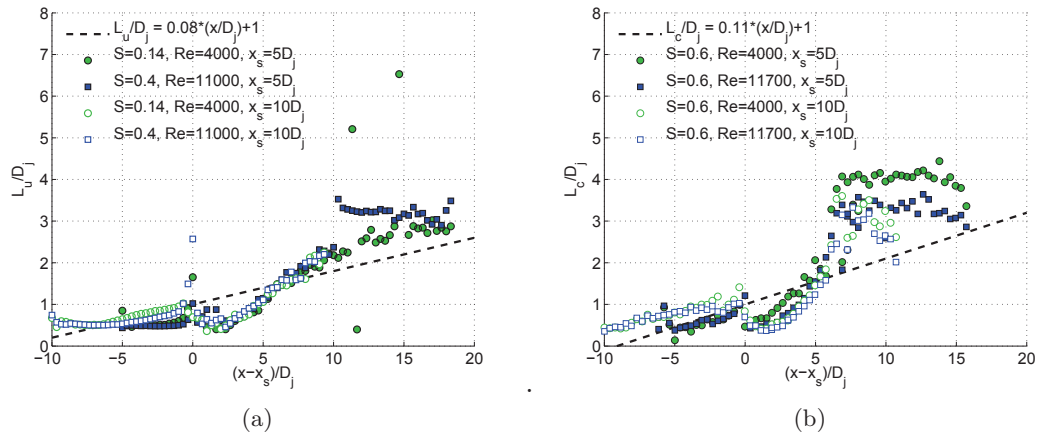 8
7
6
5
4
3
2
1
0
L_u/D_j
L_u/D_j = 0.08*(x/D_j)+1
S=0.14, Re=4000, x_s=5D_j
S=0.4, Re=11000, x_s=5D_j
S=0.14, Re=4000, x_s=10D_j
S=0.4, Re=11000, x_s=10D_j
−10 −5 0 5 10 15 20
(x−x_s)/D_j
(a)
8
7
6
5
4
3
2
1
0
L_c/D_j
L_c/D_j = 0.11*(x/D_j)+1
S=0.6, Re=4000, x_s=5D_j
S=0.6, Re=11700, x_s=5D_j
S=0.6, Re=4000, x_s=10D_j
S=0.6, Re=11700, x_s=10D_j
−10 −5 0 5 10 15 20
(x−x_s)/D_j
.
(b)